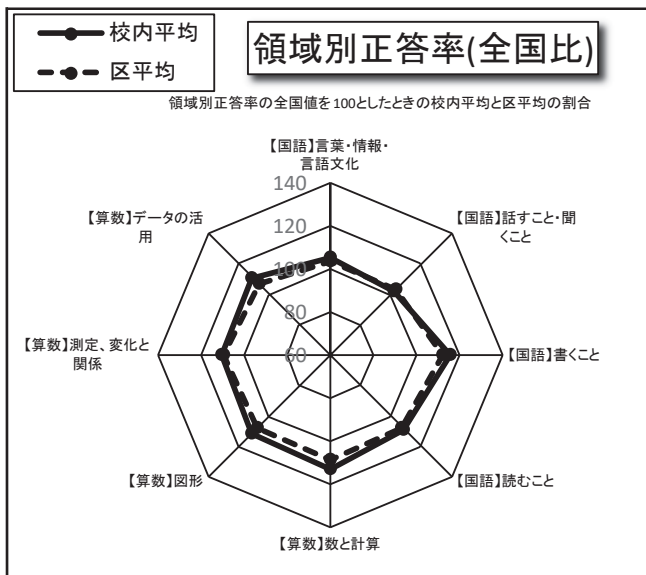 校内平均
区平均
領域別正答率(全国比)
領域別正答率の全国値を100としたときの校内平均と区平均の割合
【国語】言葉・情報・
言語文化
140
120
100
80
60
【国語】話すこと・聞
くこと
【国語】書くこと
【国語】読むこと
【算数】数と計算
【算数】図形
【算数】測定、変化と
関係
【算数】データの活
用